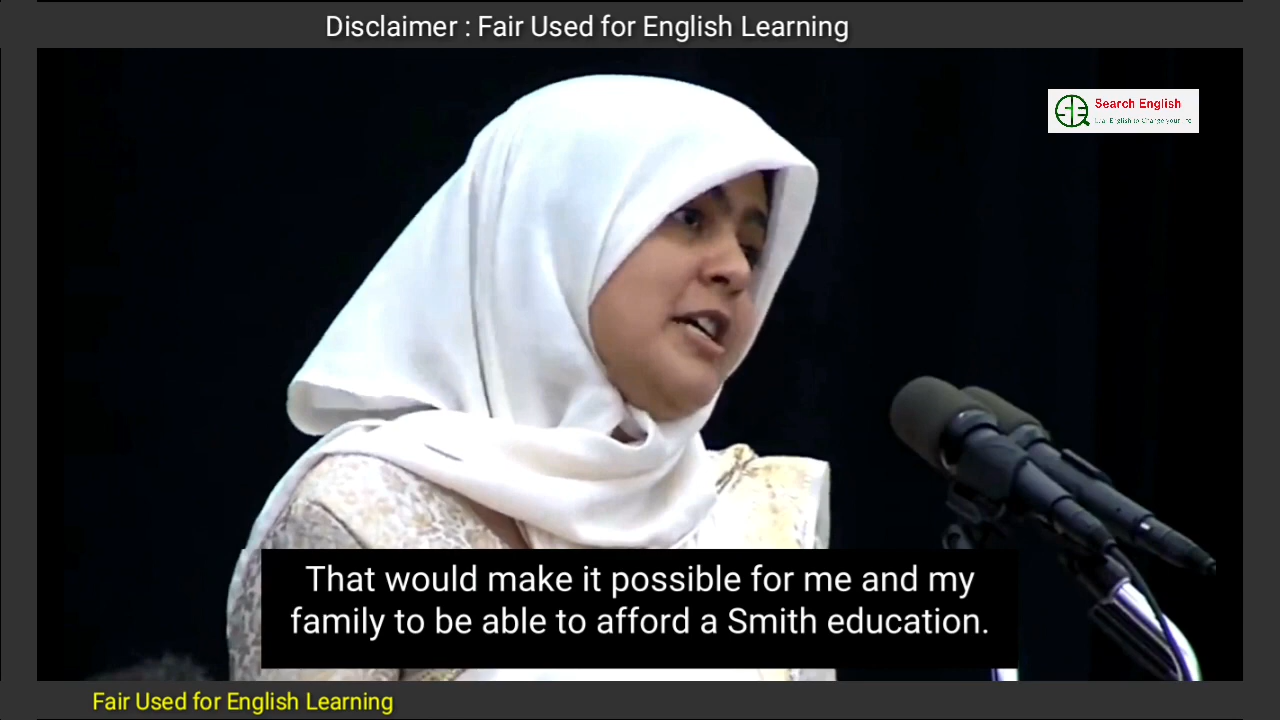 Disclaimer : Fair Used for English Learning
Search English
That would make it possible for me and my
family to be able to afford a Smith education.
Fair Used for English Learning